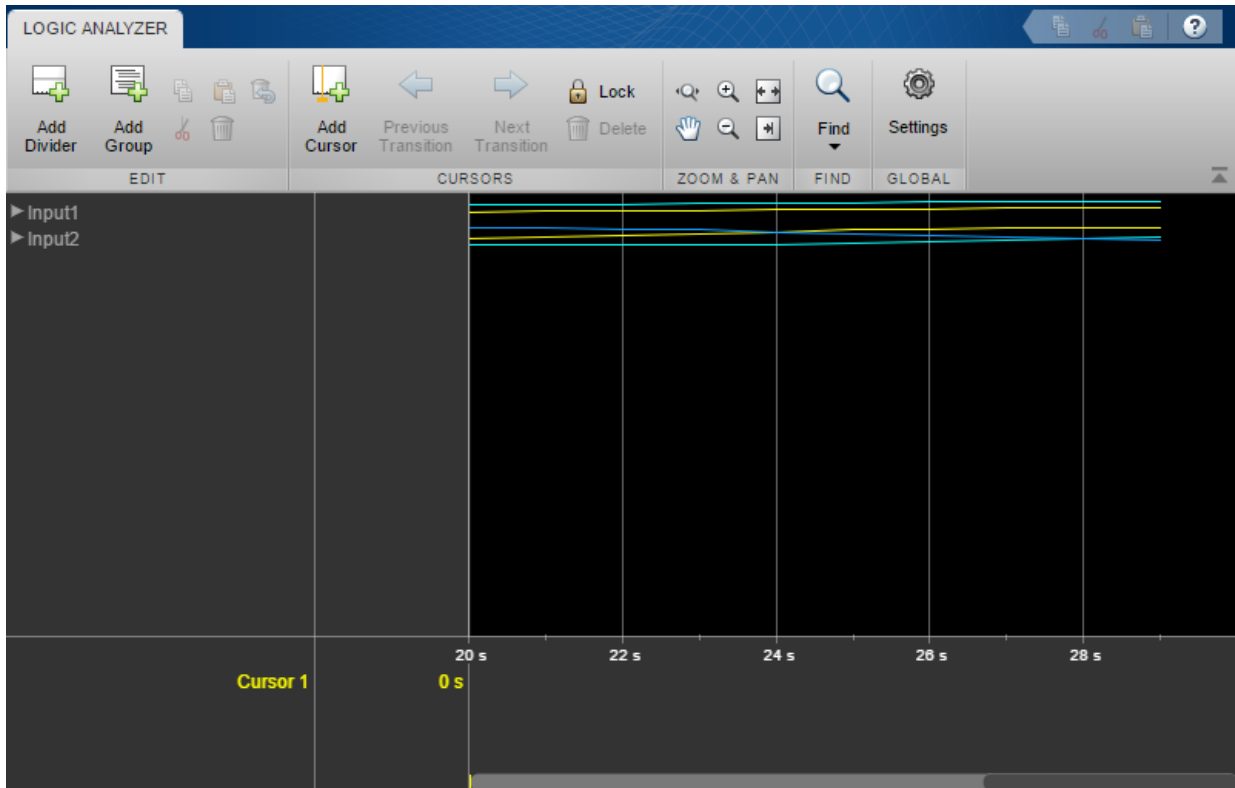 LOGIC ANALYZER
?
Add Divider
Add Group
Add Cursor
Previous Transition
Next Transition
Lock
Delete
Find
Settings
EDIT
CURSORS
ZOOM & PAN
FIND
GLOBAL
Input1
Input2
20 s 22 s 24 s 26 s 28 s
Cursor 1 0 s